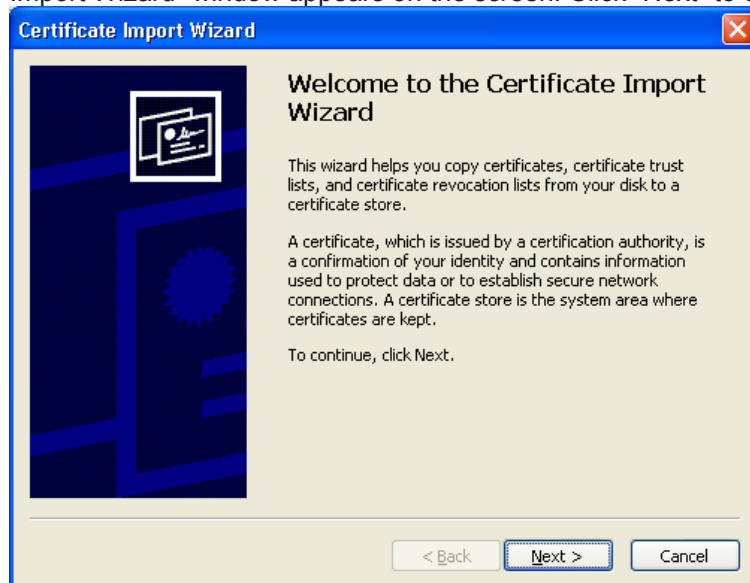 Certificate Import Wizard
Welcome to the Certificate Import
Wizard
This wizard helps you copy certificates, certificate trust
lists, and certificate revocation lists from your disk to a
certificate store.
A certificate, which is issued by a certification authority, is
a confirmation of your identity and contains information
used to protect data or to establish secure network
connections. A certificate store is the system area where
certificates are kept.
To continue, click Next.
< Back Next > Cancel